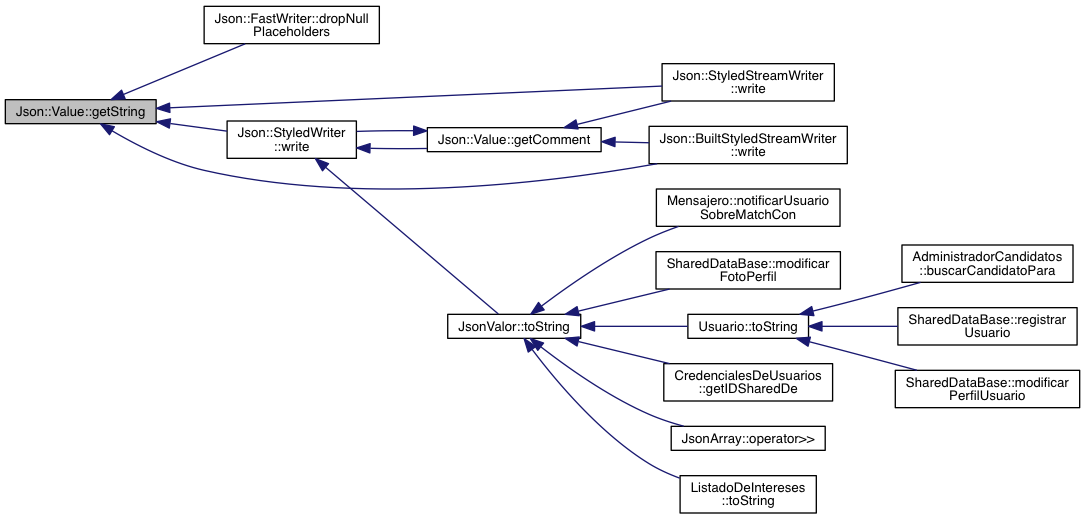 Json::FastWriter::dropNull
Placeholders
Json::Value::getString
Json::StyledStreamWriter
::write
Json::StyledWriter
::write
Json::Value::getComment
Json::BuiltStyledStreamWriter
::write
Mensajero::notificarUsuario
SobreMatchCon
SharedDataBase::modificar
FotoPerfil
AdministradorCandidatos
::buscarCandidatoPara
JsonValor::toString
Usuario::toString
SharedDataBase::registrar
Usuario
CredencialesDeUsuarios
::getIDSharedDe
SharedDataBase::modificar
PerfilUsuario
JsonArray::operator>>
ListadoDeIntereses
::toString